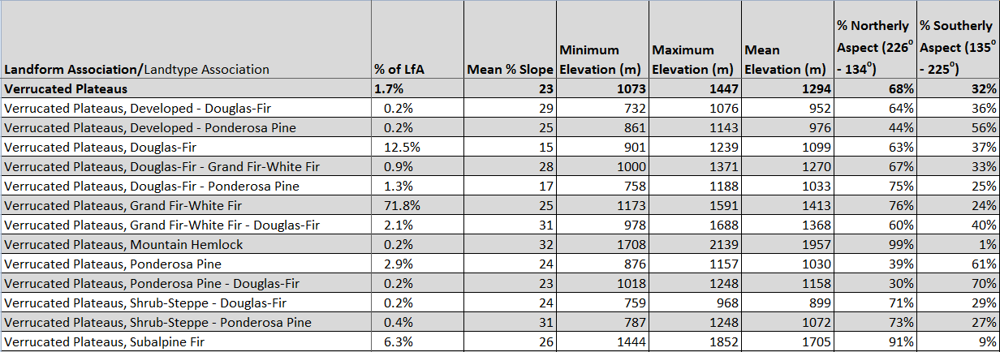 Landform Association/Landtype Association % of LfA Mean % Slope Minimum Elevation (m) Maximum Elevation (m) Mean Elevation (m) % Northerly Aspect (226° - 134°) % Southerly Aspect (135° - 225°)
Verrucated Plateaus 1.7% 23 1073 1447 1294 68% 32%
Verrucated Plateaus, Developed - Douglas-Fir 0.2% 29 732 1076 952 64% 36%
Verrucated Plateaus, Developed - Ponderosa Pine 0.2% 25 861 1143 976 44% 56%
Verrucated Plateaus, Douglas-Fir 12.5% 15 901 1239 1099 63% 37%
Verrucated Plateaus, Douglas-Fir - Grand Fir-White Fir 0.9% 28 1000 1371 1270 67% 33%
Verrucated Plateaus, Douglas-Fir - Ponderosa Pine 1.3% 17 758 1188 1033 75% 25%
Verrucated Plateaus, Grand Fir-White Fir 71.8% 25 1173 1591 1413 76% 24%
Verrucated Plateaus, Grand Fir-White Fir - Douglas-Fir 2.1% 31 978 1688 1368 60% 40%
Verrucated Plateaus, Mountain Hemlock 0.2% 32 1708 2139 1957 99% 1%
Verrucated Plateaus, Ponderosa Pine 2.9% 24 876 1157 1030 39% 61%
Verrucated Plateaus, Ponderosa Pine - Douglas-Fir 0.2% 23 1018 1248 1158 30% 70%
Verrucated Plateaus, Shrub-Steppe - Douglas-Fir 0.2% 24 759 968 899 71% 29%
Verrucated Plateaus, Shrub-Steppe - Ponderosa Pine 0.4% 31 787 1248 1072 73% 27%
Verrucated Plateaus, Subalpine Fir 6.3% 26 1444 1852 1705 91% 9%